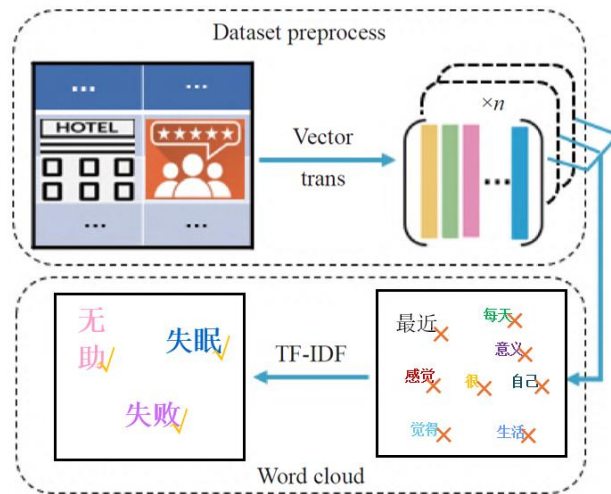 Dataset preprocess
... ...
HOTEL
... ...
Vector
trans
×n
...
无
助
失眠
失败
TF-IDF
最近
每天
意义
感觉
很
自己
觉得
生活
Word cloud